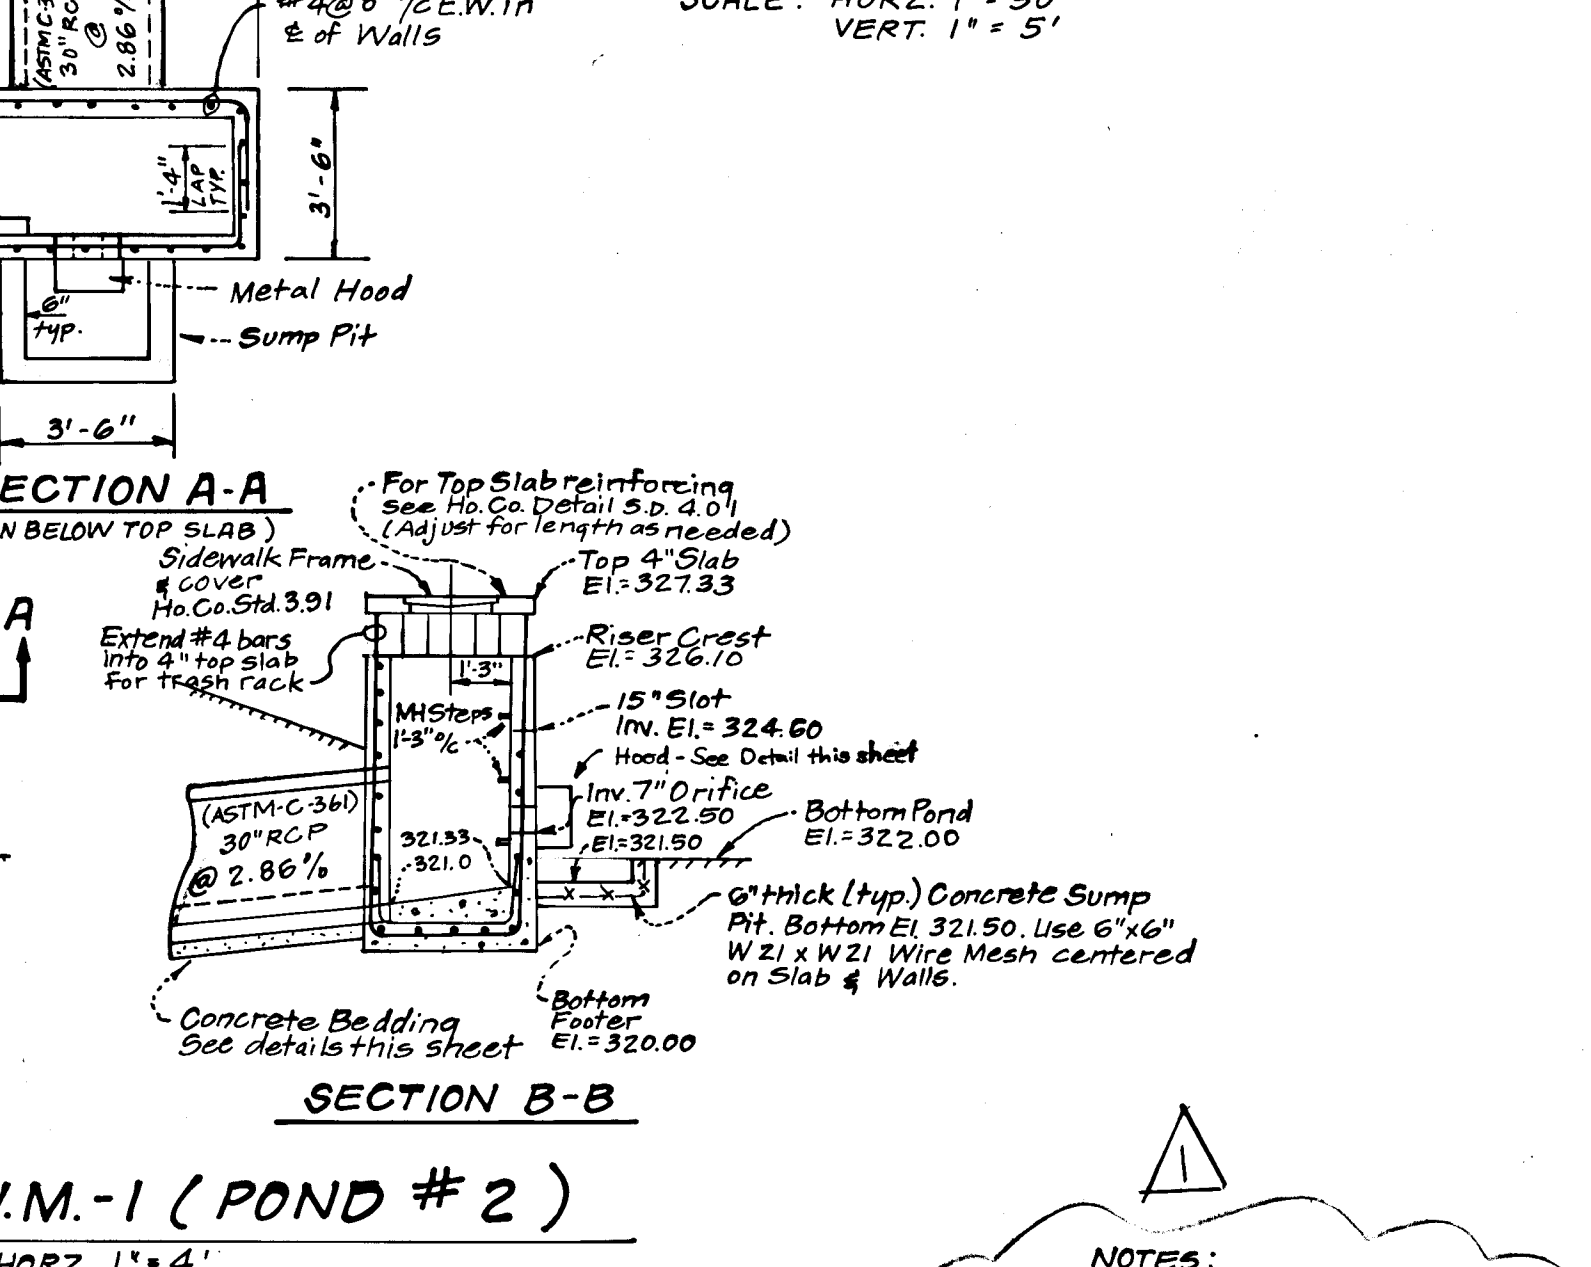 (ASTM C-3
30" RC
@
2.86%
#4@6" o/c E.W. in
₵ of Walls
SCALE: HORZ. 1" = 50'
VERT. 1" = 5'
1'-4"
LAP
TYP.
3'-6"
Metal Hood
6"
typ.
Sump Pit
3'-6"
ECTION A-A
N BELOW TOP SLAB)
A
For Top Slab reinforcing
see Ho. Co. Detail S.D. 4.01
(Adjust for length as needed)
Sidewalk Frame
& cover
Ho.Co.Std. 3.91
Top 4" Slab
El.= 327.33
Extend #4 bars
into 4" top slab
for trash rack
Riser Crest
El.= 326.10
1'-3"
MH Steps
1'-3" o/c
15" Slot
Inv. El.= 324.60
Hood - See Detail this sheet
Inv. 7" Orifice
El.= 322.50
El.= 321.50
Bottom Pond
El.= 322.00
(ASTM-C-361)
30" RCP
@ 2.86%
321.33
321.0
6" thick (typ.) Concrete Sump
Pit. Bottom El. 321.50. Use 6"x6"
W21 x W21 Wire Mesh centered
on Slab & Walls.
Concrete Bedding
See details this sheet
Bottom
Footer
El.= 320.00
SECTION B-B
.M.-1 (POND #2)
HORZ. 1" = 4'
1
NOTES: